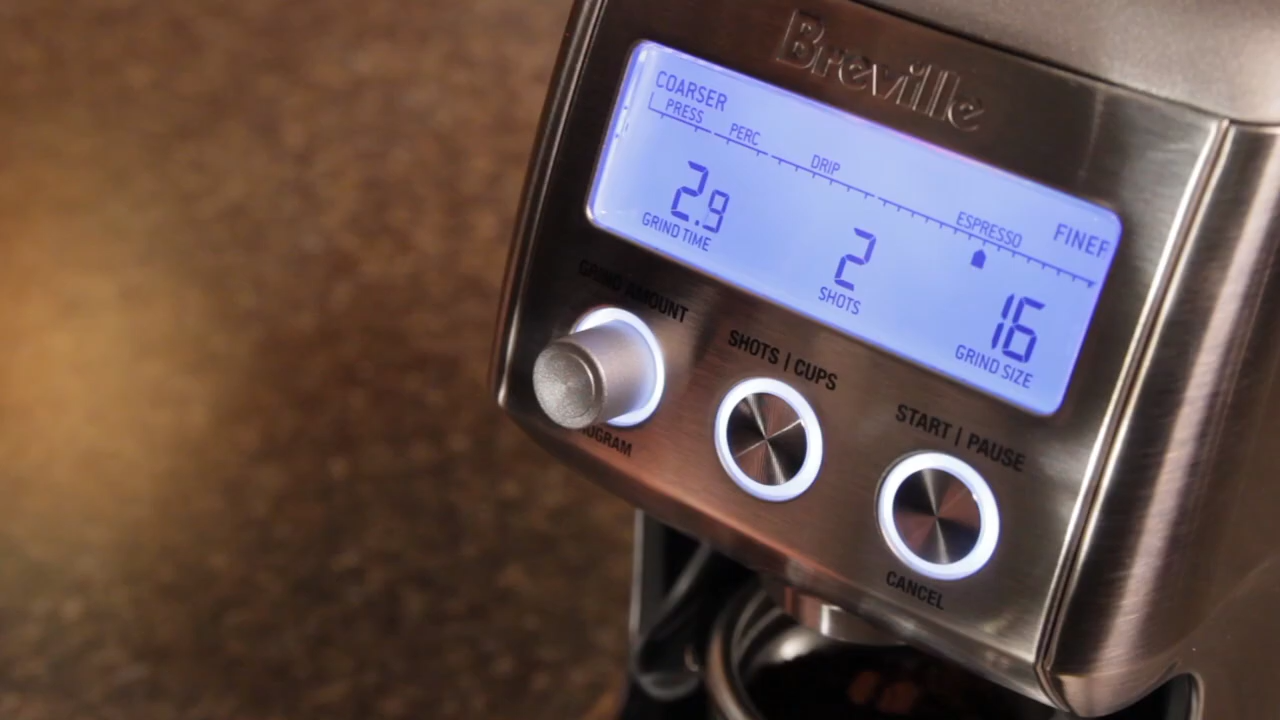 Breville
COARSER
PRESS
PERC
DRIP
ESPRESSO
FINER
2.9
GRIND TIME
2
SHOTS
16
GRIND SIZE
GRIND AMOUNT
SHOTS | CUPS
START | PAUSE
CANCEL